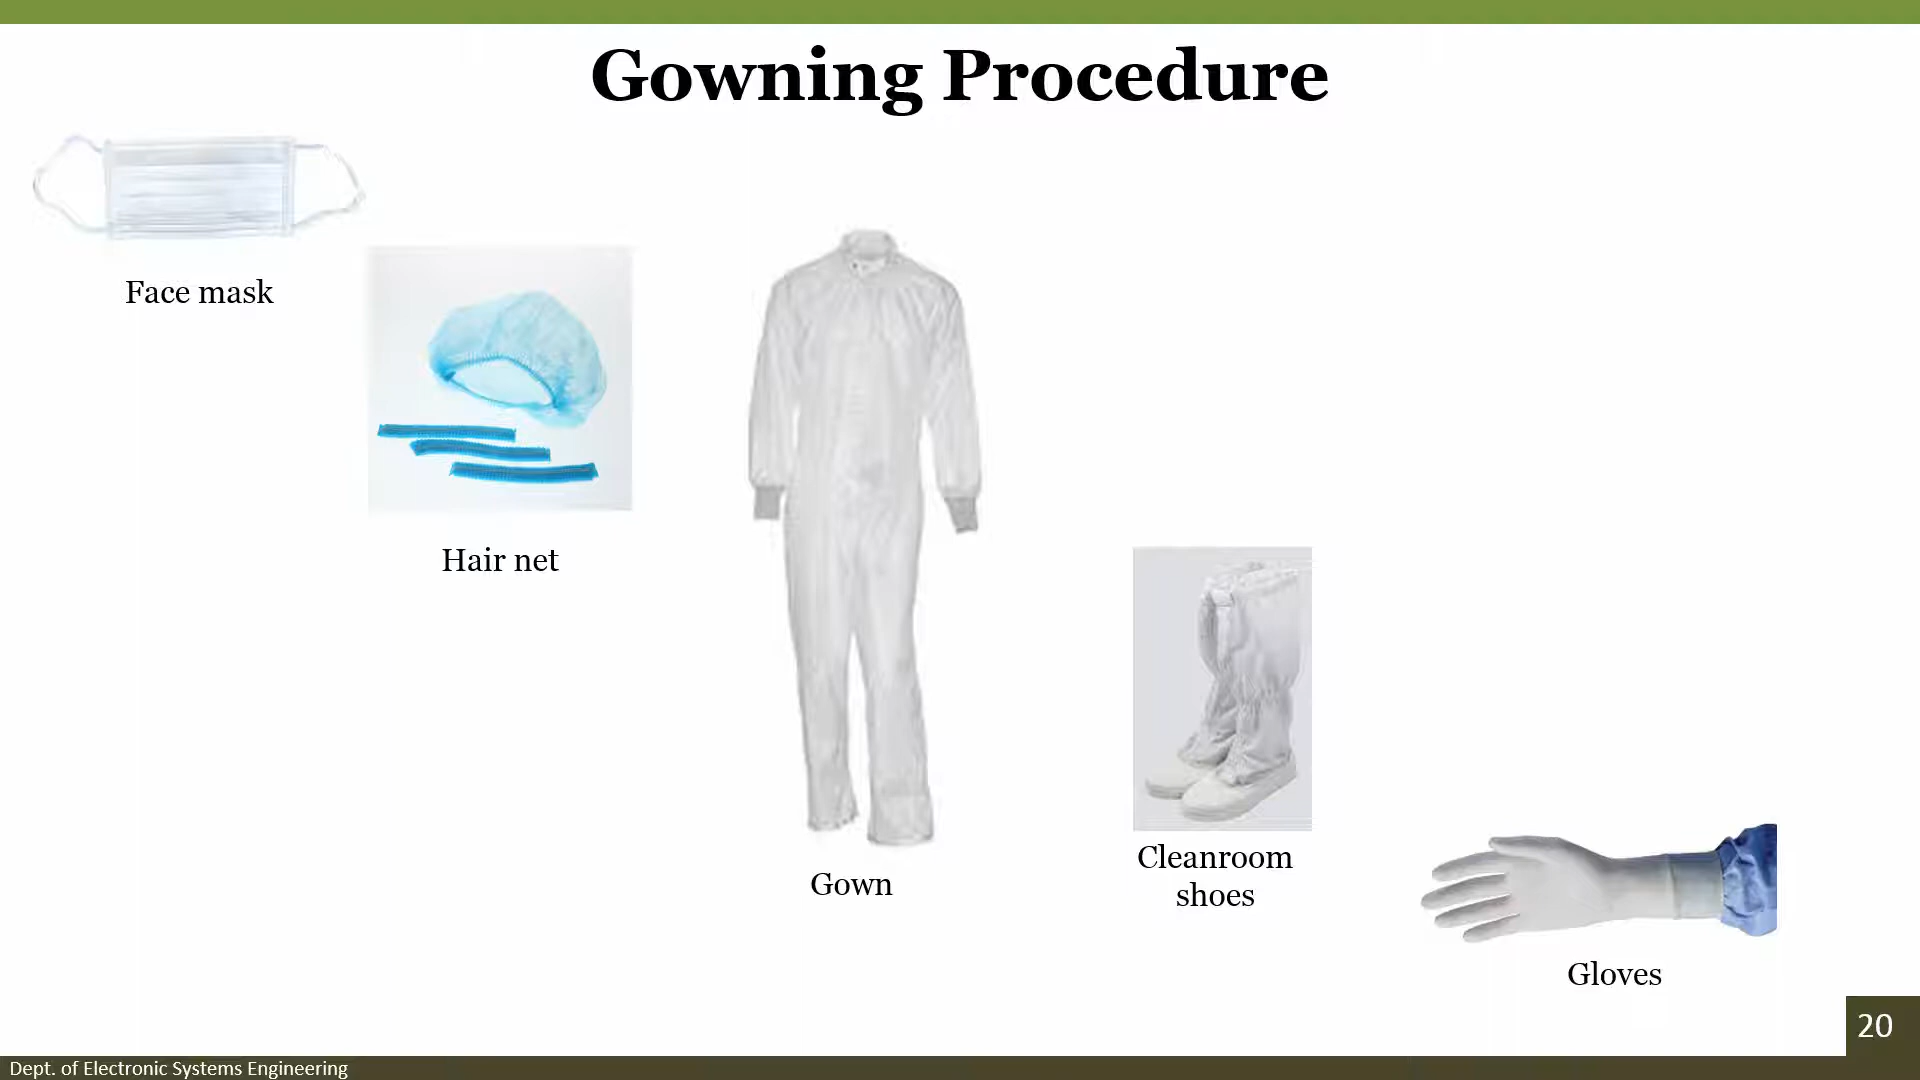 Gowning Procedure
Face mask
Hair net
Gown
Cleanroom
shoes
Gloves
20
Dept. of Electronic Systems Engineering